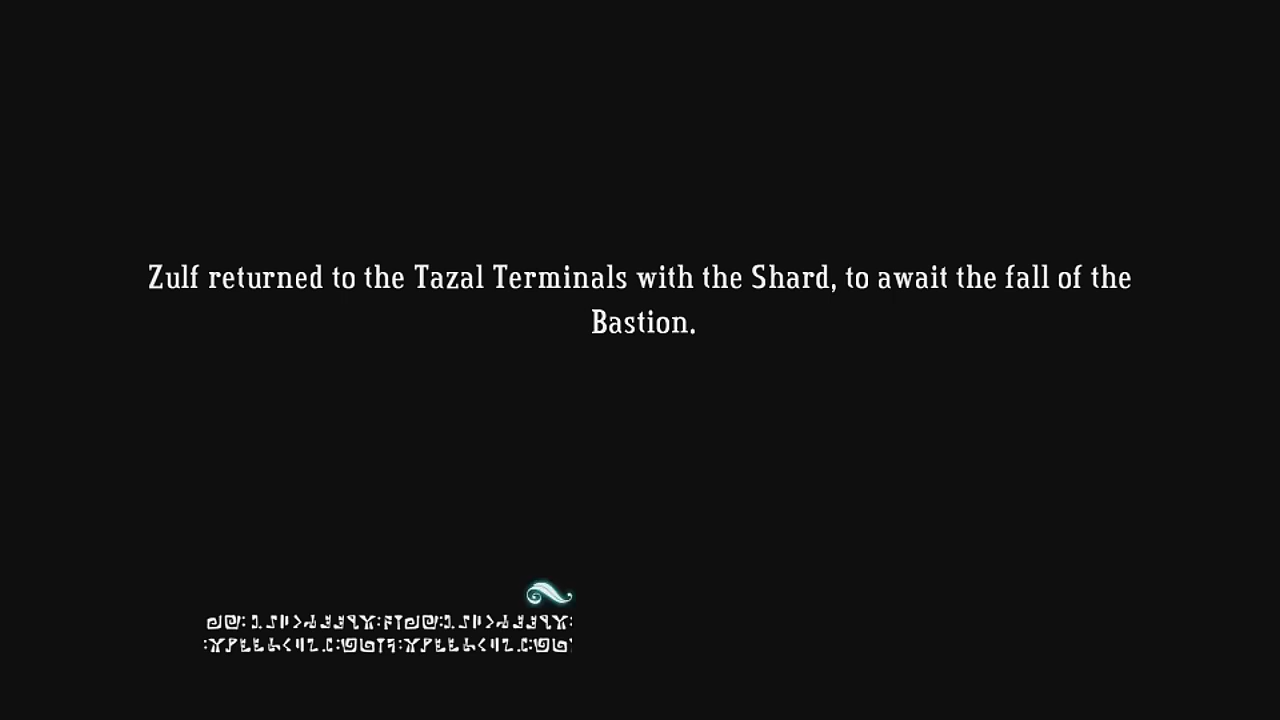 Zulf returned to the Tazal Terminals with the Shard, to await the fall of the
Bastion.